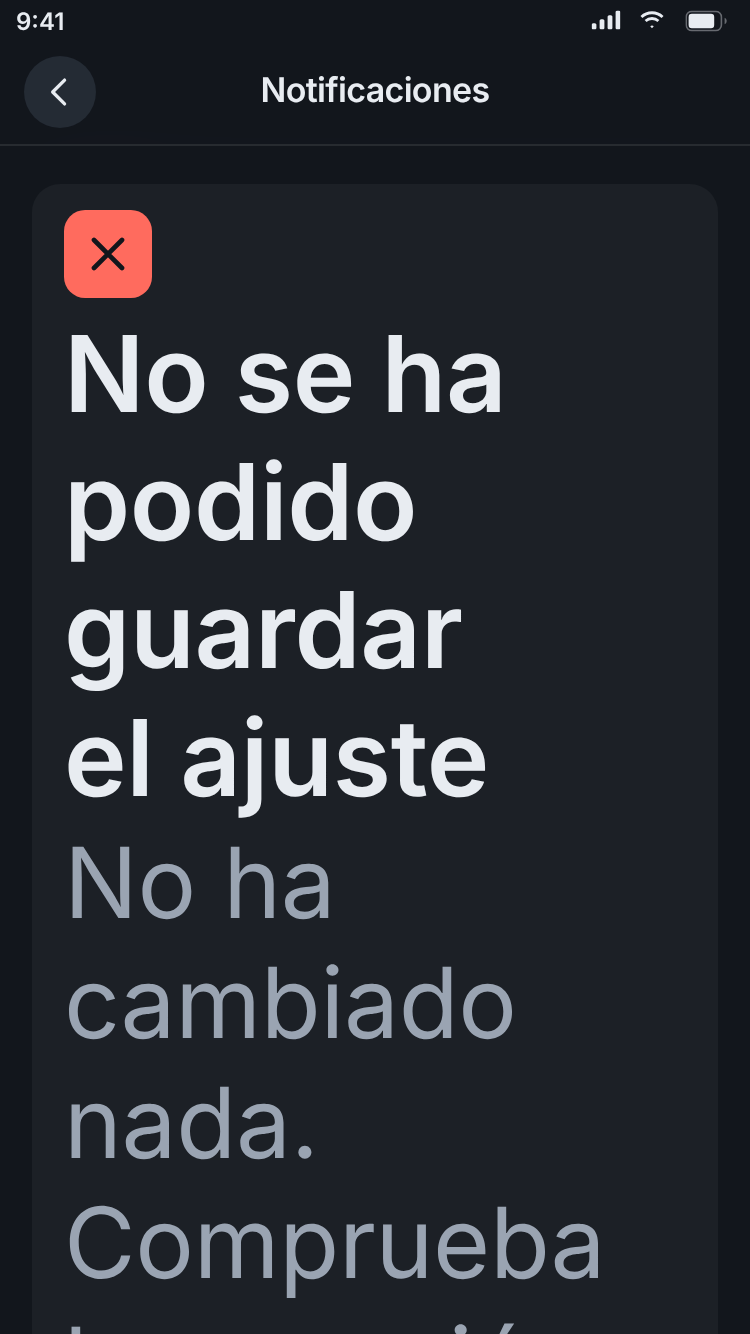 9:41
Notificaciones
No se ha
podido
guardar
el ajuste
No ha
cambiado
nada.
Comprueba